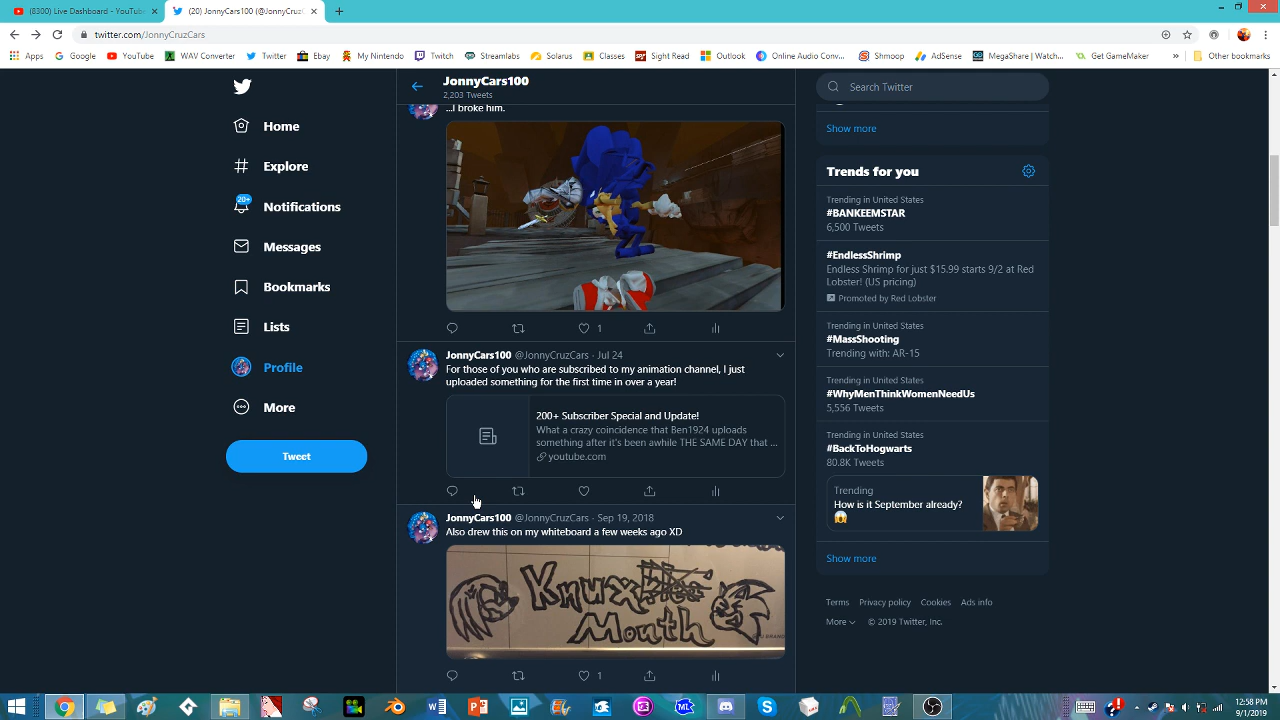 (8300) Live Dashboard - YouTube
(20) JonnyCars100 (@JonnyCruzC
twitter.com/JonnyCruzCars
Apps
Google
YouTube
WAV Converter
Twitter
Ebay
My Nintendo
Twitch
Streamlabs
Solarus
Classes
Sight Read
Outlook
Online Audio Conv...
Shmoop
AdSense
MegaShare | Watch...
Get GameMaker
»
Other bookmarks
Home
Explore
20+
Notifications
Messages
Bookmarks
Lists
Profile
More
Tweet
JonnyCars100
2,203 Tweets
...I broke him.
1
JonnyCars100 @JonnyCruzCars · Jul 24
For those of you who are subscribed to my animation channel, I just
uploaded something for the first time in over a year!
200+ Subscriber Special and Update!
What a crazy coincidence that Ben1924 uploads
something after it's been awhile THE SAME DAY that ...
youtube.com
JonnyCars100 @JonnyCruzCars · Sep 19, 2018
Also drew this on my whiteboard a few weeks ago XD
Knux
Month
1
Search Twitter
Show more
Trends for you
Trending in United States
#BANKEEMSTAR
6,500 Tweets
#EndlessShrimp
Endless Shrimp for just $15.99 starts 9/2 at Red
Lobster! (US pricing)
Promoted by Red Lobster
Trending in United States
#MassShooting
Trending with: AR-15
Trending in United States
#WhyMenThinkWomenNeedUs
5,556 Tweets
Trending in United States
#BackToHogwarts
80.8K Tweets
Trending
How is it September already?
😱
Show more
Terms Privacy policy Cookies Ads info
More © 2019 Twitter, Inc.
12:58 PM
9/1/2019